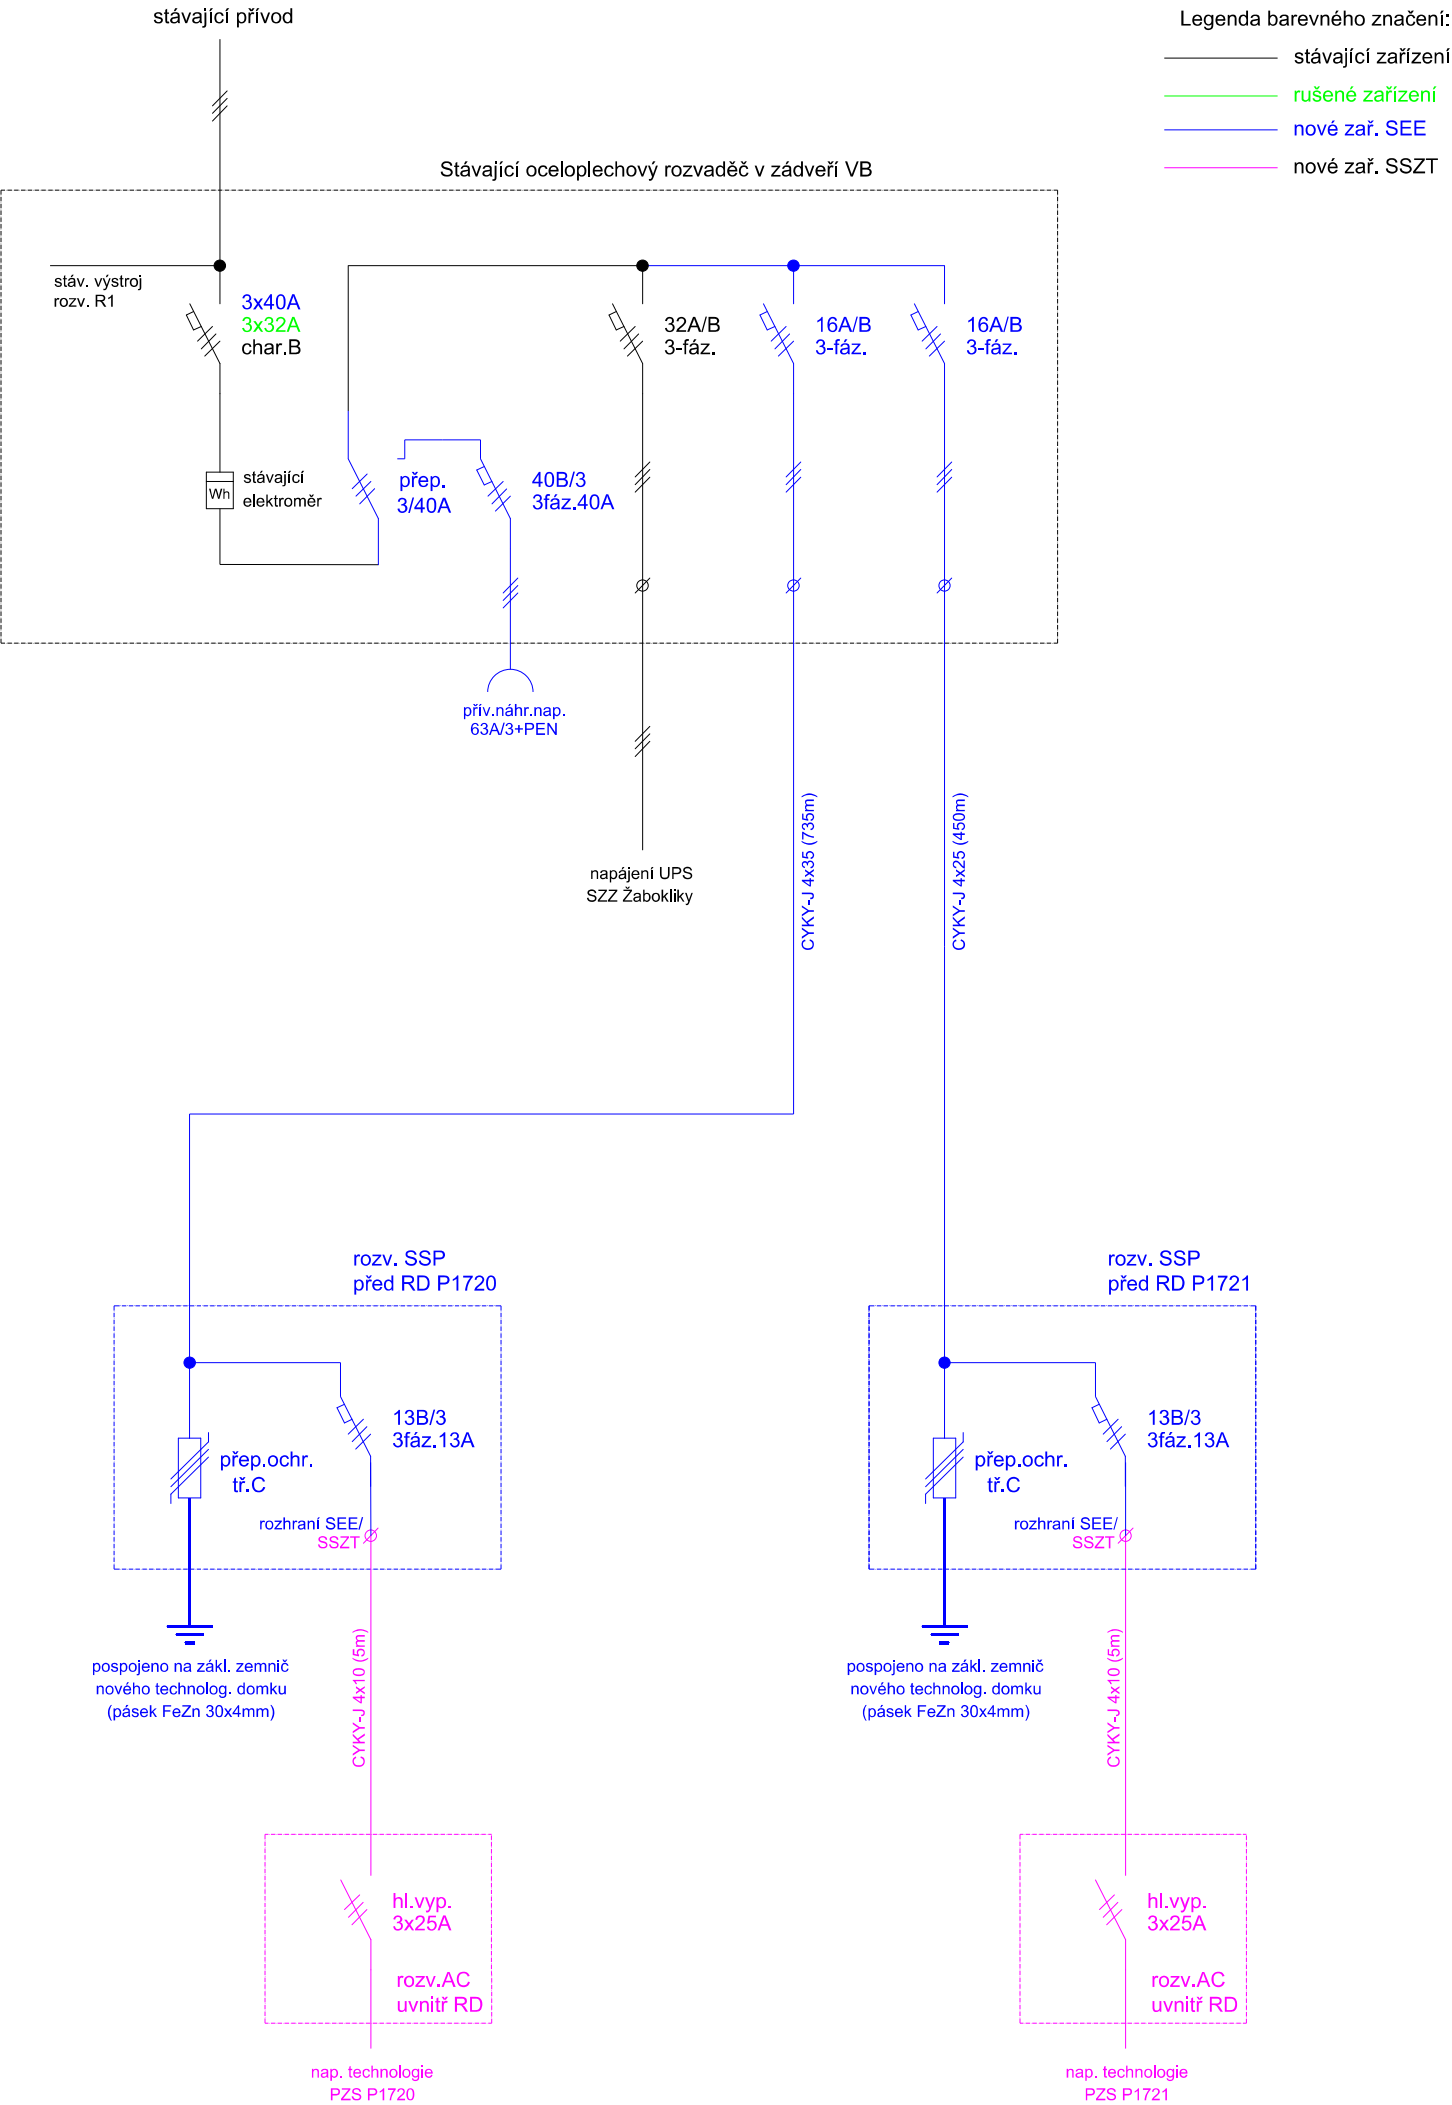 stávající přívod
Legenda barevného značení:
stávající zařízení
rušené zařízení
nové zař. SEE
nové zař. SSZT
Stávající oceloplechový rozvaděč v zádveří VB
stáv. výstroj
rozv. R1
3x40A
3x32A
char.B
32A/B
3-fáz.
16A/B
3-fáz.
16A/B
3-fáz.
Wh
stávající
elektroměr
přep.
3/40A
40B/3
3fáz.40A
přív.náhr.nap.
63A/3+PEN
napájení UPS
SZZ Žabokliky
CYKY-J 4x35 (735m)
CYKY-J 4x25 (450m)
rozv. SSP
před RD P1720
13B/3
3fáz.13A
přep.ochr.
tř.C
rozhraní SEE/
SSZT
pospojeno na zákl. zemnič
nového technolog. domku
(pásek FeZn 30x4mm)
CYKY-J 4x10 (5m)
hl.vyp.
3x25A
rozv.AC
uvnitř RD
nap. technologie
PZS P1720
rozv. SSP
před RD P1721
13B/3
3fáz.13A
přep.ochr.
tř.C
rozhraní SEE/
SSZT
pospojeno na zákl. zemnič
nového technolog. domku
(pásek FeZn 30x4mm)
CYKY-J 4x10 (5m)
hl.vyp.
3x25A
rozv.AC
uvnitř RD
nap. technologie
PZS P1721